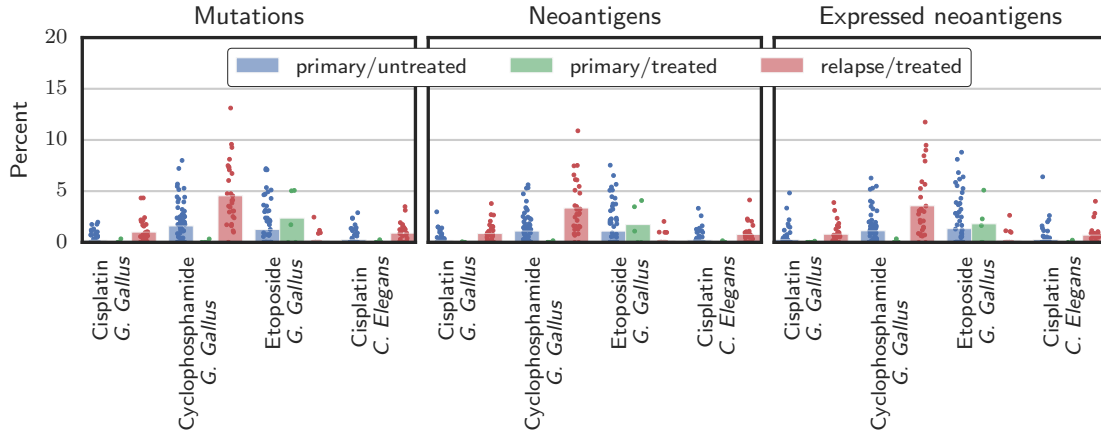 Mutations
Neoantigens
Expressed neoantigens
20
15
10
5
0
Percent
primary/untreated
primary/treated
relapse/treated
Cisplatin
G. Gallus
Cyclophosphamide
G. Gallus
Etoposide
G. Gallus
Cisplatin
C. Elegans
Cisplatin
G. Gallus
Cyclophosphamide
G. Gallus
Etoposide
G. Gallus
Cisplatin
C. Elegans
Cisplatin
G. Gallus
Cyclophosphamide
G. Gallus
Etoposide
G. Gallus
Cisplatin
C. Elegans